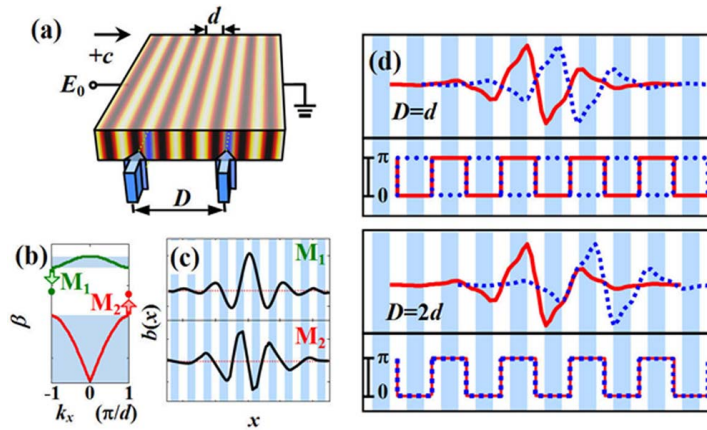 (a)
d
+c
E₀
D
(b)
M₁
M₂
β
-1 0 1
kₓ (π/d)
(c)
M₁
M₂
b(x)
x
(d)
D=d
π
0
D=2d
π
0